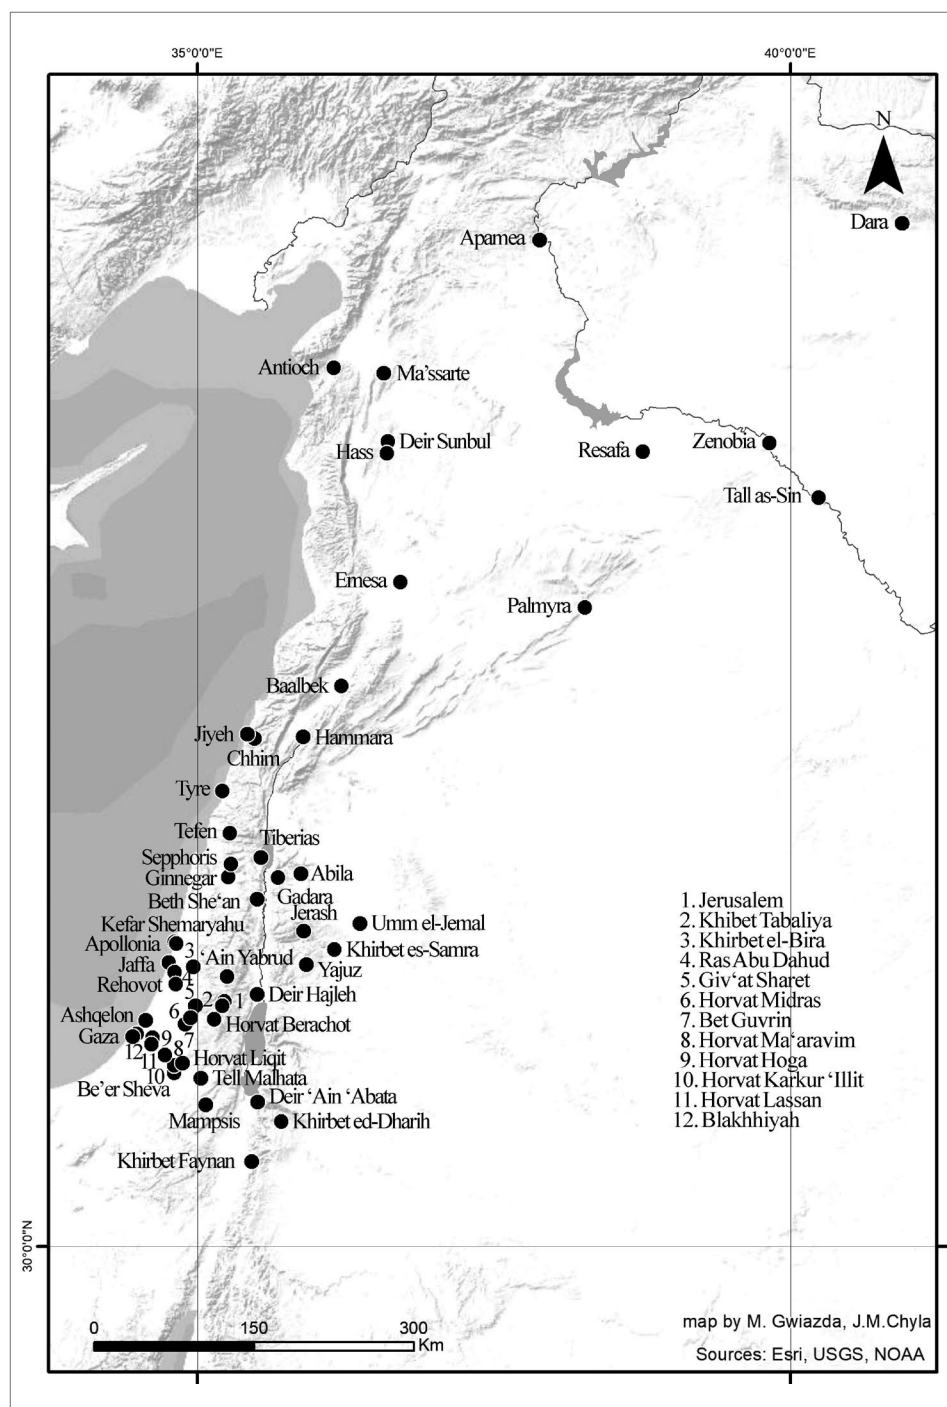 35°0'0"E
40°0'0"E
N
Dara
Apamea
Antioch
Ma'ssarte
Deir Sunbul
Hass
Resafa
Zenobia
Tall as-Sin
Emesa
Palmyra
Baalbek
Jiyeh
Hammara
Chhim
Tyre
Tefen
Tiberias
Sepphoris
Abila
Ginnegar
Gadara
Beth She‘an
Jerash
Kefar Shemaryahu
Umm el-Jemal
Apollonia
3
‘Ain Yabrud
Khirbet es-Samra
Jaffa
4
Yajuz
Rehovot
5
2
1
Deir Hajleh
Ashqelon
6
Horvat Berachot
Gaza
7
9
12
8
11
Horvat Liqit
10
Be'er Sheva
Tell Malhata
Deir ‘Ain ‘Abata
Mampsis
Khirbet ed-Dharih
Khirbet Faynan
1. Jerusalem
2. Khibet Tabaliya
3. Khirbet el-Bira
4. Ras Abu Dahud
5. Giv‘at Sharet
6. Horvat Midras
7. Bet Guvrin
8. Horvat Ma‘aravim
9. Horvat Hoga
10. Horvat Karkur ‘Illit
11. Horvat Lassan
12. Blakhhiyah
30°0'0"N
0 150 300
Km
map by M. Gwiazda, J.M.Chyla
Sources: Esri, USGS, NOAA